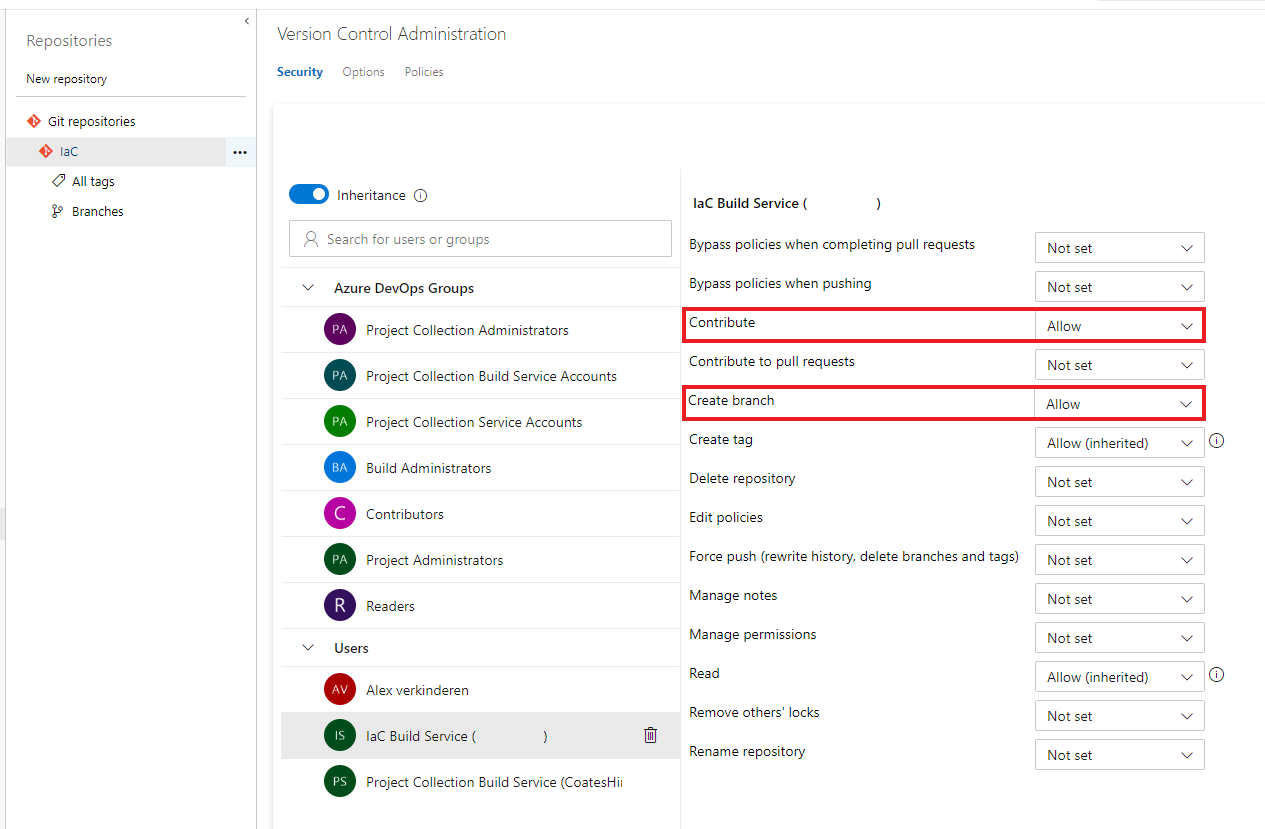 Repositories
New repository
Git repositories
IaC
All tags
Branches
Version Control Administration
Security Options Policies
Inheritance
Search for users or groups
Azure DevOps Groups
PA Project Collection Administrators
PA Project Collection Build Service Accounts
PA Project Collection Service Accounts
BA Build Administrators
C Contributors
PA Project Administrators
R Readers
Users
AV Alex verkinderen
IS IaC Build Service ( )
PS Project Collection Build Service (CoatesHi
IaC Build Service ( )
Bypass policies when completing pull requests Not set
Bypass policies when pushing Not set
Contribute Allow
Contribute to pull requests Not set
Create branch Allow
Create tag Allow (inherited)
Delete repository Not set
Edit policies Not set
Force push (rewrite history, delete branches and tags) Not set
Manage notes Not set
Manage permissions Not set
Read Allow (inherited)
Remove others' locks Not set
Rename repository Not set